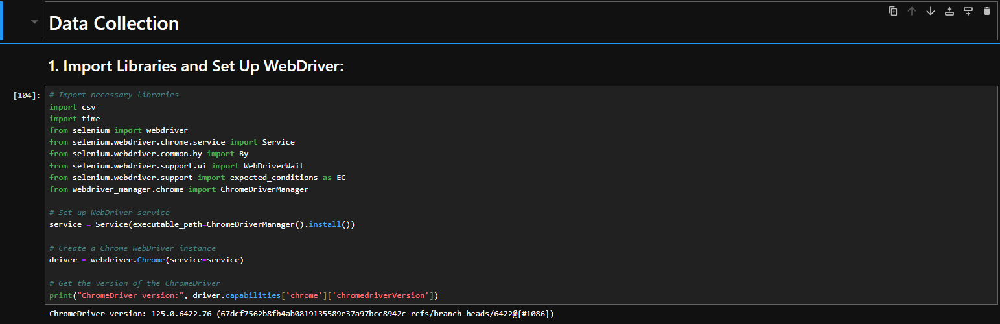 Data Collection
1. Import Libraries and Set Up WebDriver:
[104]:
# Import necessary libraries
import csv
import time
from selenium import webdriver
from selenium.webdriver.chrome.service import Service
from selenium.webdriver.common.by import By
from selenium.webdriver.support.ui import WebDriverWait
from selenium.webdriver.support import expected_conditions as EC
from webdriver_manager.chrome import ChromeDriverManager
# Set up WebDriver service
service = Service(executable_path=ChromeDriverManager().install())
# Create a Chrome WebDriver instance
driver = webdriver.Chrome(service=service)
# Get the version of the ChromeDriver
print("ChromeDriver version:", driver.capabilities['chrome']['chromedriverVersion'])
ChromeDriver version: 125.0.6422.76 (67dcf7562b8fb4ab0819135589e37a97bcc8942c-refs/branch-heads/6422@{#1086})